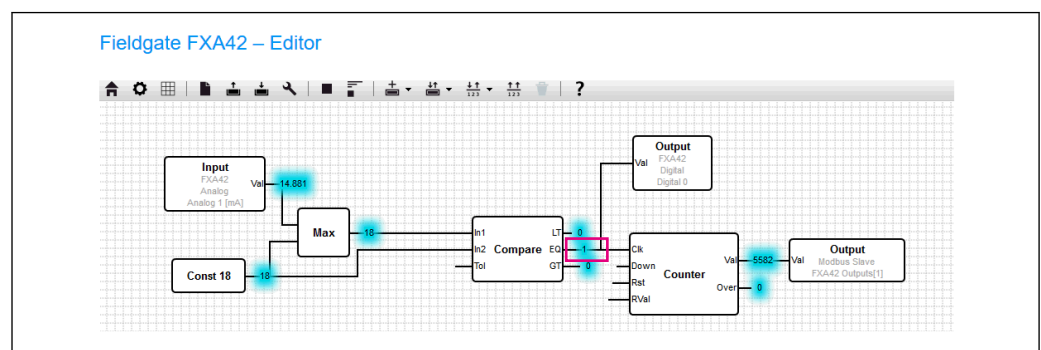 Fieldgate FXA42 – Editor
123
123
?
Input
FXA42
Analog
Analog 1 [mA]
Val
14.881
Max
18
Const 18
18
In1
In2
Tol
Compare
LT
EQ
GT
0
1
0
Output
Val
FXA42
Digital
Digital 0
Clk
Down
Rst
RVal
Counter
Val
Over
5582
0
Output
Val
Modbus Slave
FXA42 Outputs[1]